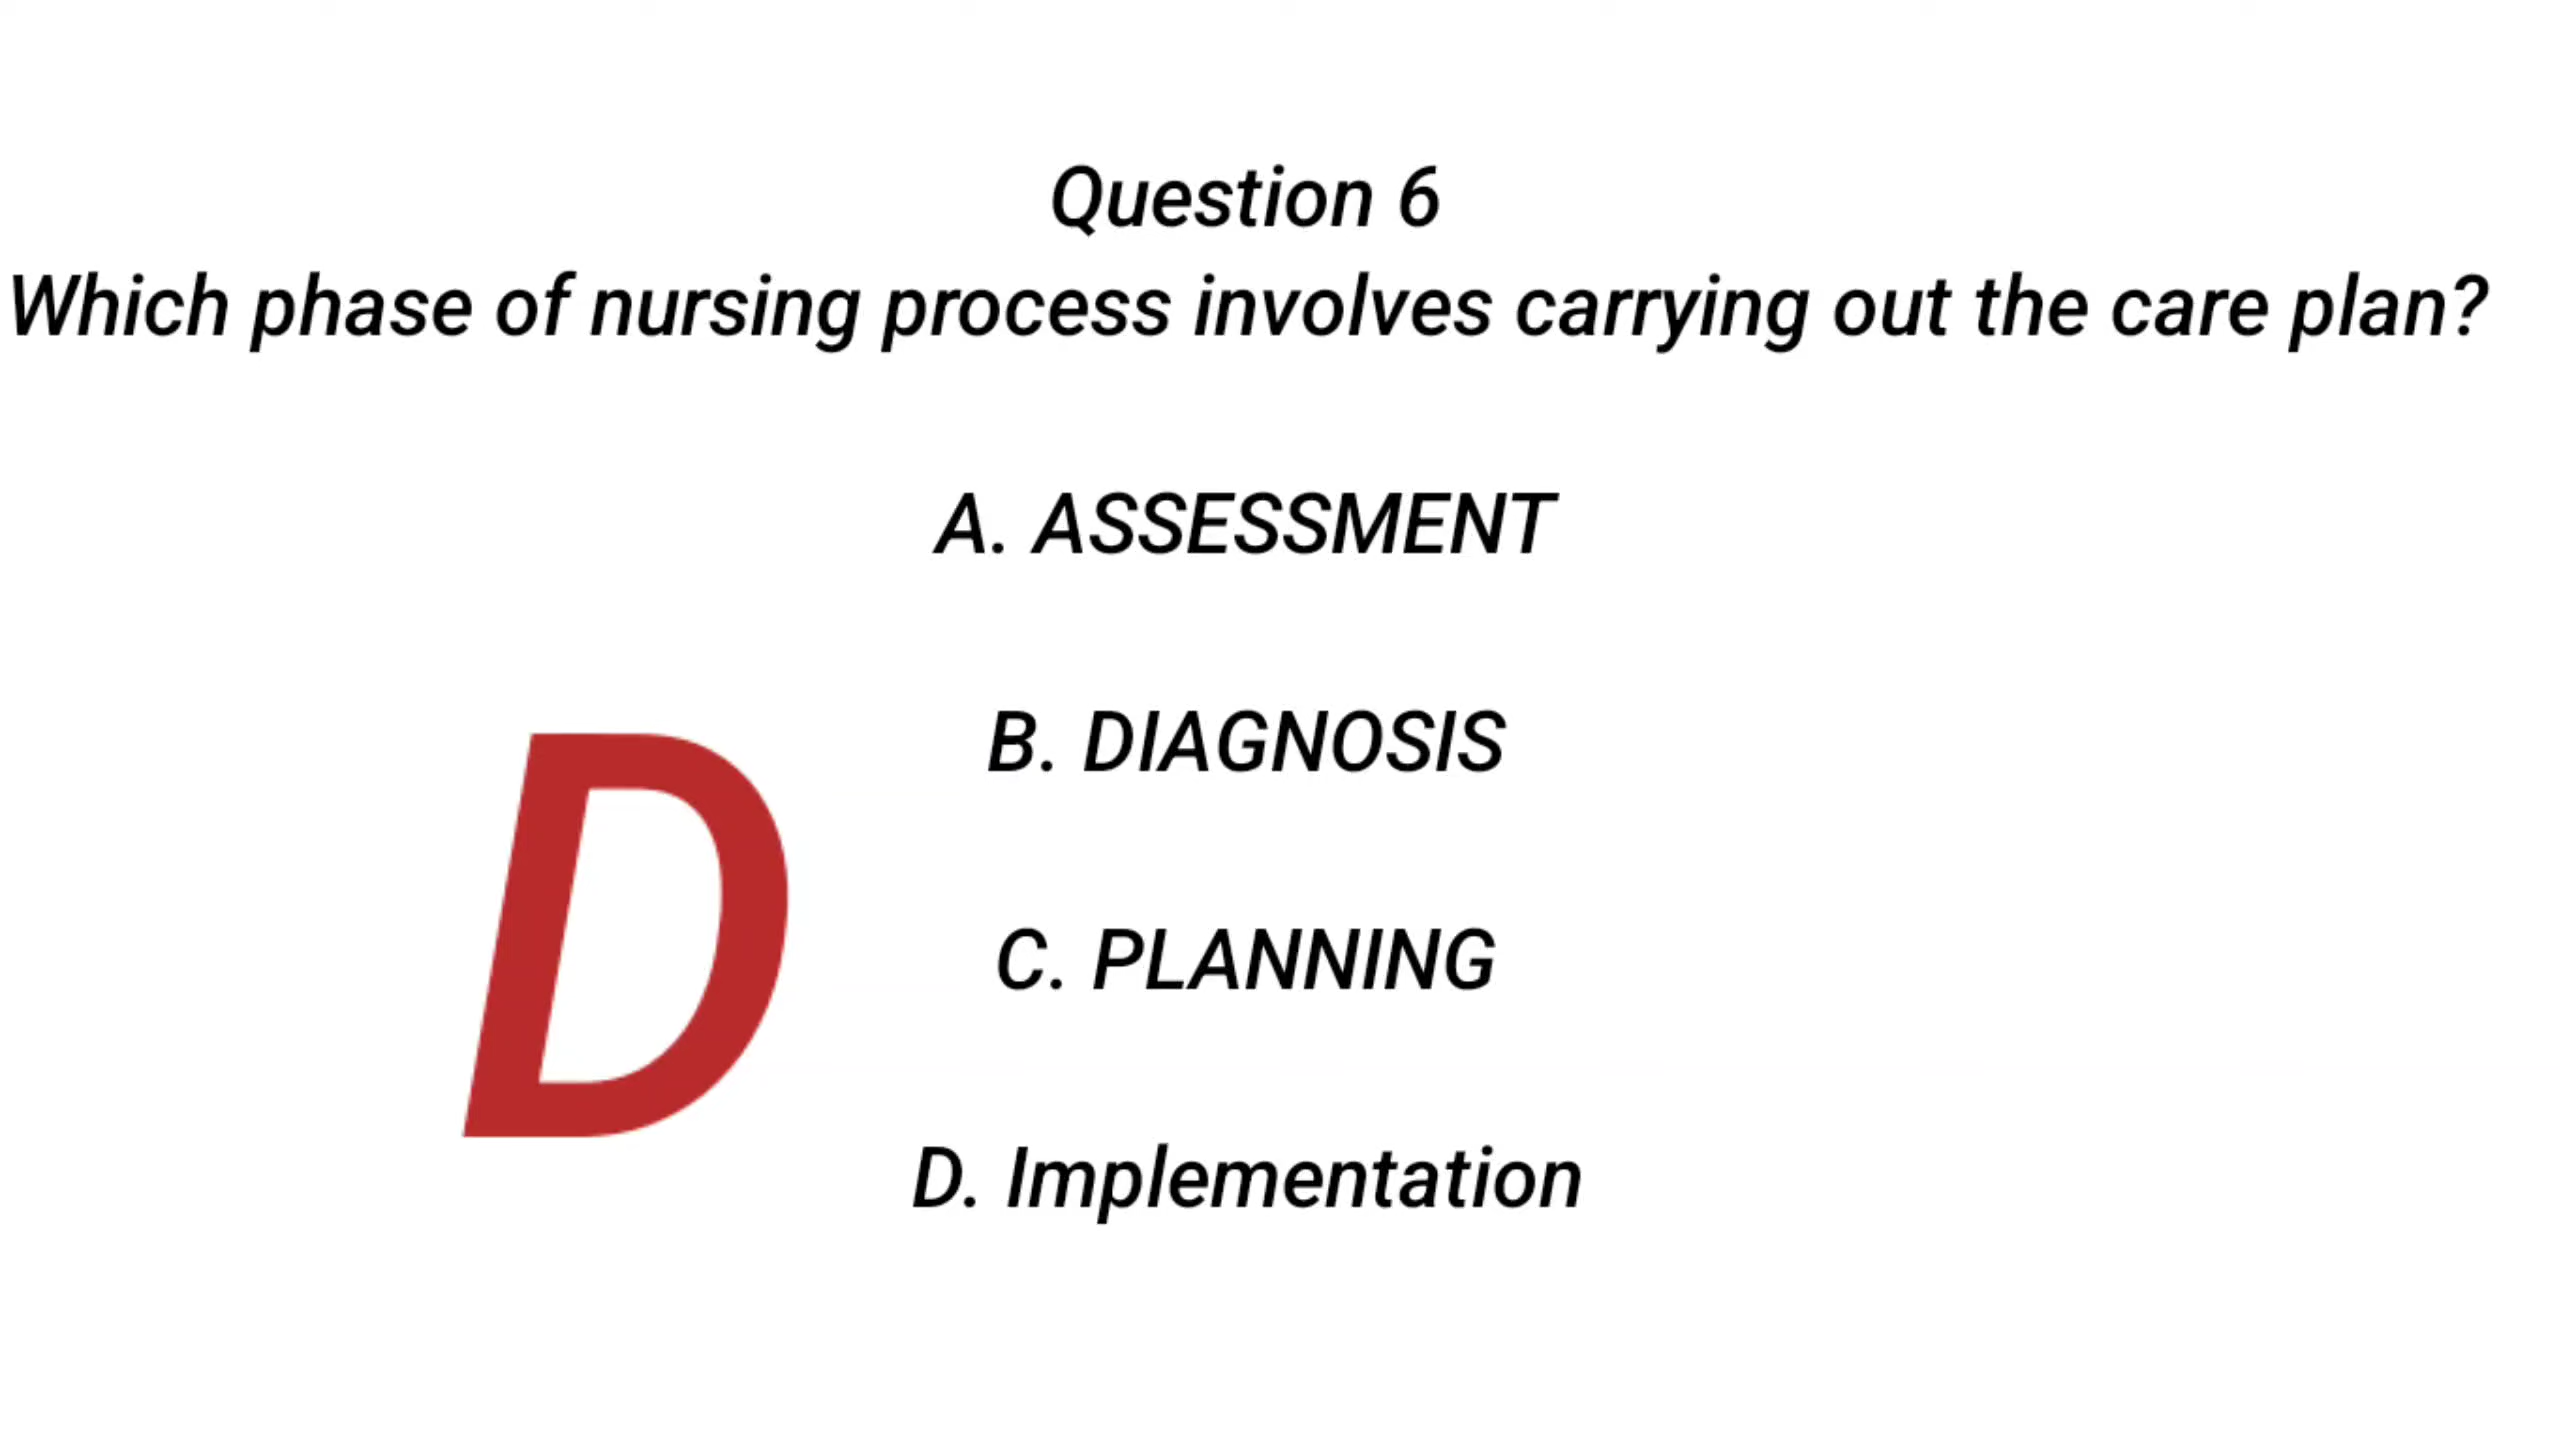 Question 6
Which phase of nursing process involves carrying out the care plan?
A. ASSESSMENT
B. DIAGNOSIS
C. PLANNING
D. Implementation
D